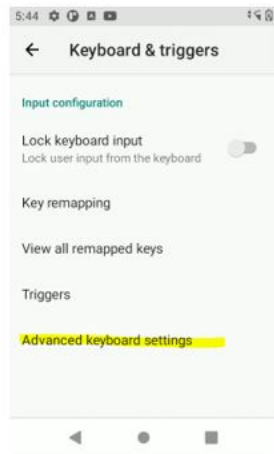 5:44
Keyboard & triggers
Input configuration
Lock keyboard input
Lock user input from the keyboard
Key remapping
View all remapped keys
Triggers
Advanced keyboard settings